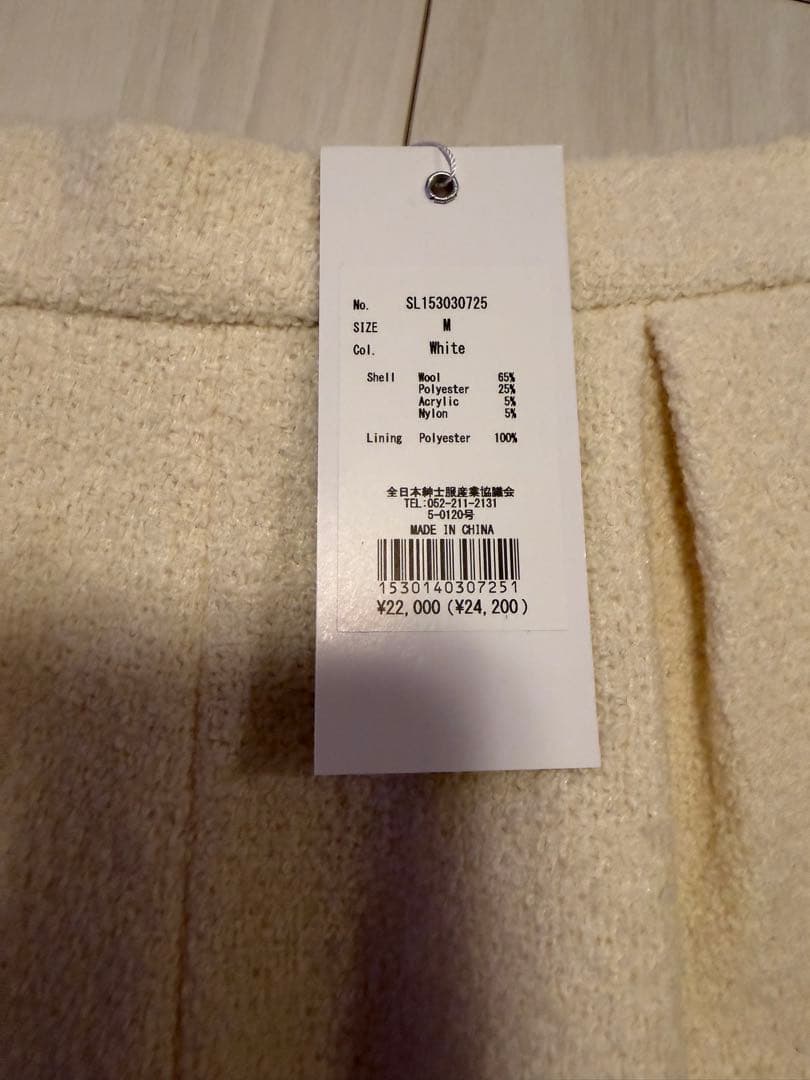 No. SL153030725
SIZE M
Col. White
Shell Wool 65%
Polyester 25%
Acrylic 5%
Nylon 5%
Lining Polyester 100%
全日本紳士服産業協議会
TEL:052-211-2131
5-0120号
MADE IN CHINA
1530140307251
¥22,000(¥24,200)